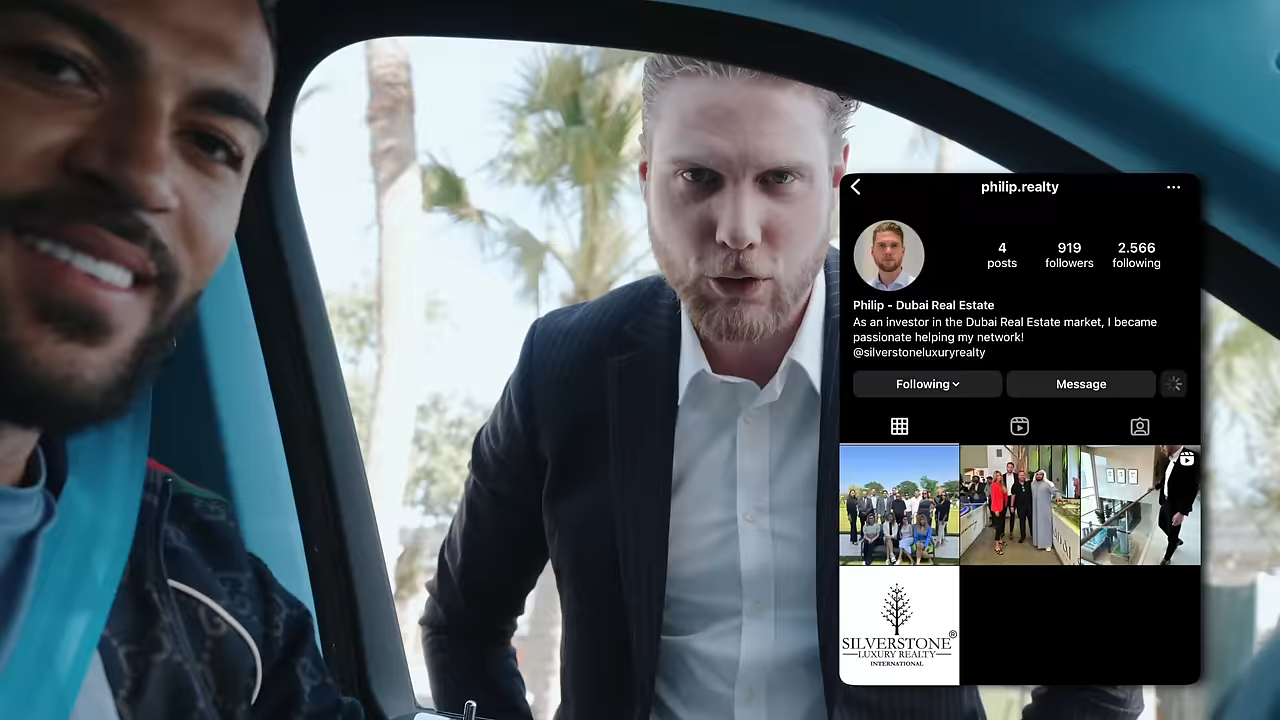 philip.realty
4 919 2.566
posts followers following
Philip - Dubai Real Estate
As an investor in the Dubai Real Estate market, I became
passionate helping my network!
@silverstoneluxuryrealty
Following Message
SILVERSTONE®
LUXURY REALTY
INTERNATIONAL